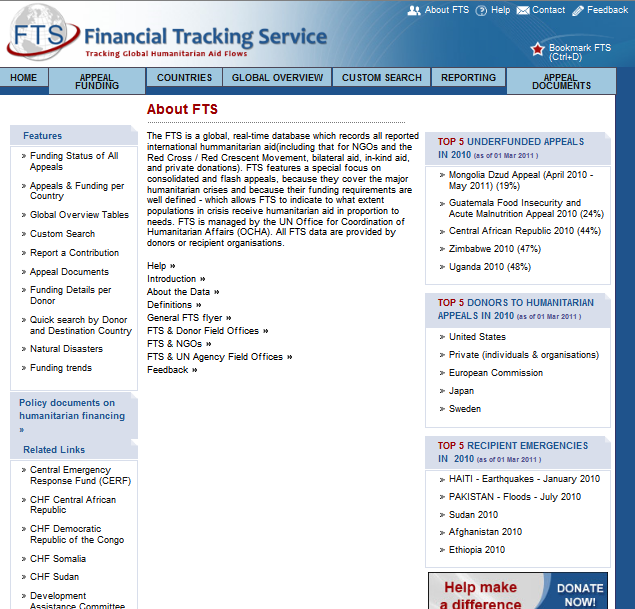 About FTS Help Contact Feedback
FTS Financial Tracking Service
Tracking Global Humanitarian Aid Flows
Bookmark FTS
(Ctrl+D)
HOME
APPEAL
FUNDING
COUNTRIES
GLOBAL OVERVIEW
CUSTOM SEARCH
REPORTING
APPEAL
DOCUMENTS
Features
» Funding Status of All
Appeals
» Appeals & Funding per
Country
» Global Overview Tables
» Custom Search
» Report a Contribution
» Appeal Documents
» Funding Details per
Donor
» Quick search by Donor
and Destination Country
» Natural Disasters
» Funding trends
Policy documents on
humanitarian financing
»
Related Links
» Central Emergency
Response Fund (CERF)
» CHF Central African
Republic
» CHF Democratic
Republic of the Congo
» CHF Somalia
» CHF Sudan
» Development
Assistance Committee
About FTS
The FTS is a global, real-time database which records all reported
international hummanitarian aid(including that for NGOs and the
Red Cross / Red Crescent Movement, bilateral aid, in-kind aid,
and private donations). FTS features a special focus on
consolidated and flash appeals, because they cover the major
humanitarian crises and because their funding requirements are
well defined - which allows FTS to indicate to what extent
populations in crisis receive humanitarian aid in proportion to
needs. FTS is managed by the UN Office for Coordination of
Humanitarian Affairs (OCHA). All FTS data are provided by
donors or recipient organisations.
Help »
Introduction »
About the Data »
Definitions »
General FTS flyer »
FTS & Donor Field Offices »
FTS & NGOs »
FTS & UN Agency Field Offices »
Feedback »
TOP 5 UNDERFUNDED APPEALS
IN 2010 (as of 01 Mar 2011 )
» Mongolia Dzud Appeal (April 2010 -
May 2011) (19%)
» Guatemala Food Insecurity and
Acute Malnutrition Appeal 2010 (24%)
» Central African Republic 2010 (44%)
» Zimbabwe 2010 (47%)
» Uganda 2010 (48%)
TOP 5 DONORS TO HUMANITARIAN
APPEALS IN 2010 (as of 01 Mar 2011 )
» United States
» Private (individuals & organisations)
» European Commission
» Japan
» Sweden
TOP 5 RECIPIENT EMERGENCIES
IN 2010 (as of 01 Mar 2011 )
» HAITI - Earthquakes - January 2010
» PAKISTAN - Floods - July 2010
» Sudan 2010
» Afghanistan 2010
» Ethiopia 2010
Help make
a difference
DONATE
NOW!